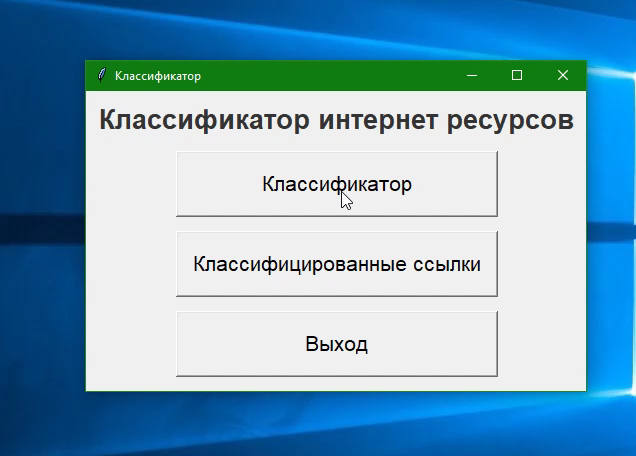 Классификатор
Классификатор интернет ресурсов
Классификатор
Классифицированные ссылки
Выход